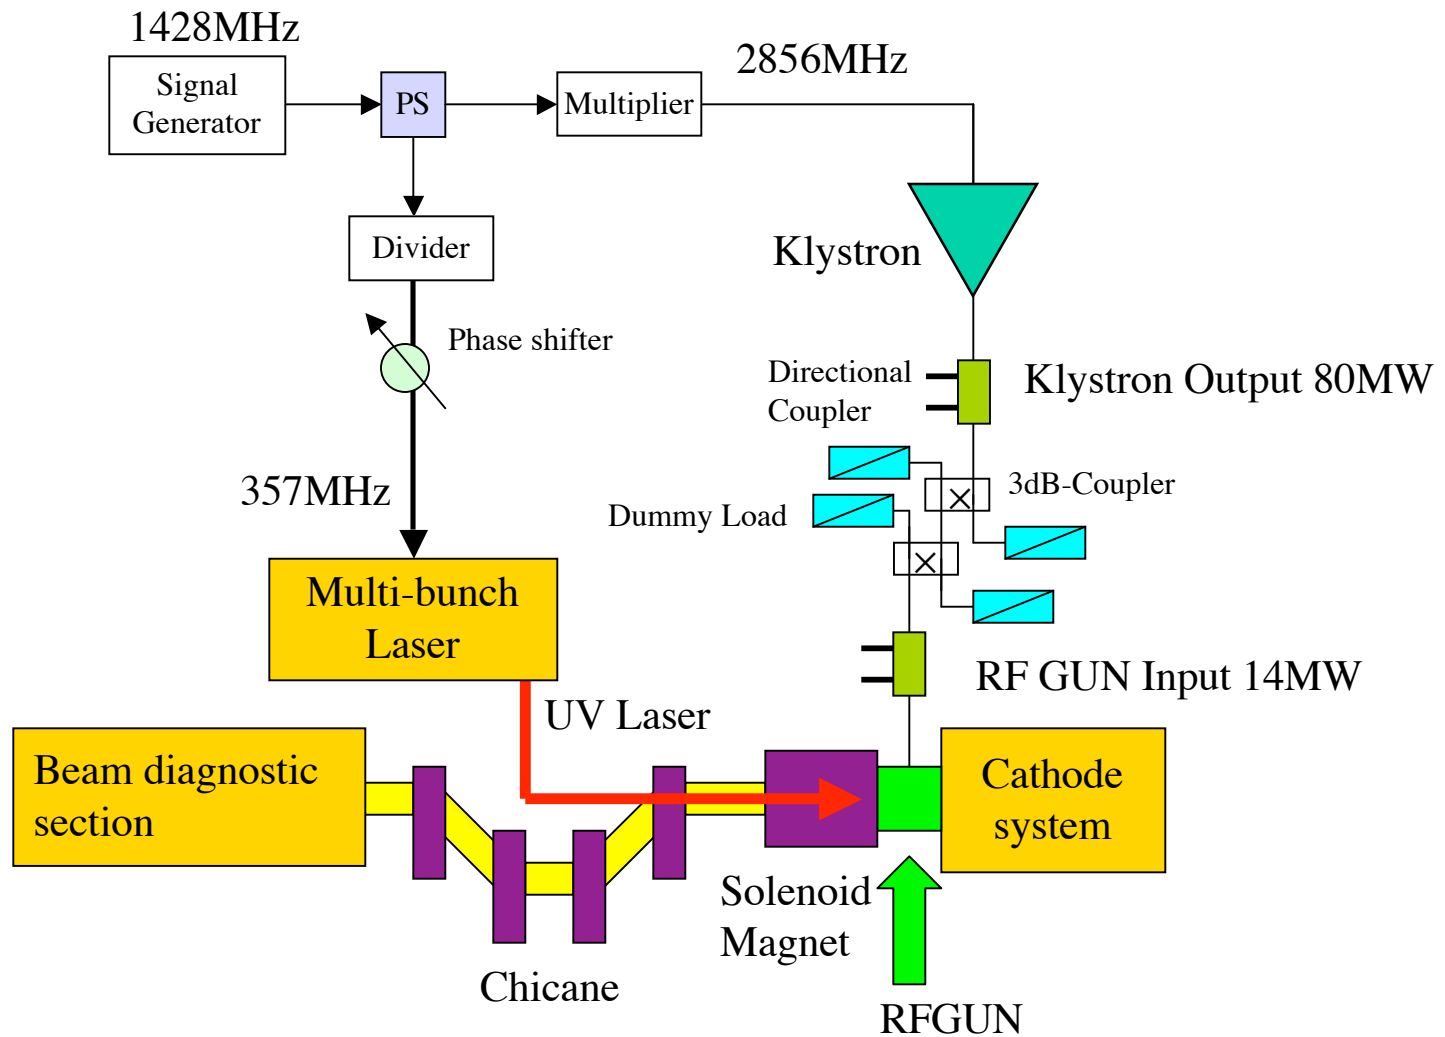 1428MHz
Signal
Generator
PS
Multiplier
2856MHz
Divider
Klystron
Phase shifter
Directional
Coupler
Klystron Output 80MW
357MHz
3dB-Coupler
Dummy Load
Multi-bunch
Laser
RF GUN Input 14MW
UV Laser
Beam diagnostic
section
Cathode
system
Solenoid
Magnet
Chicane
RFGUN